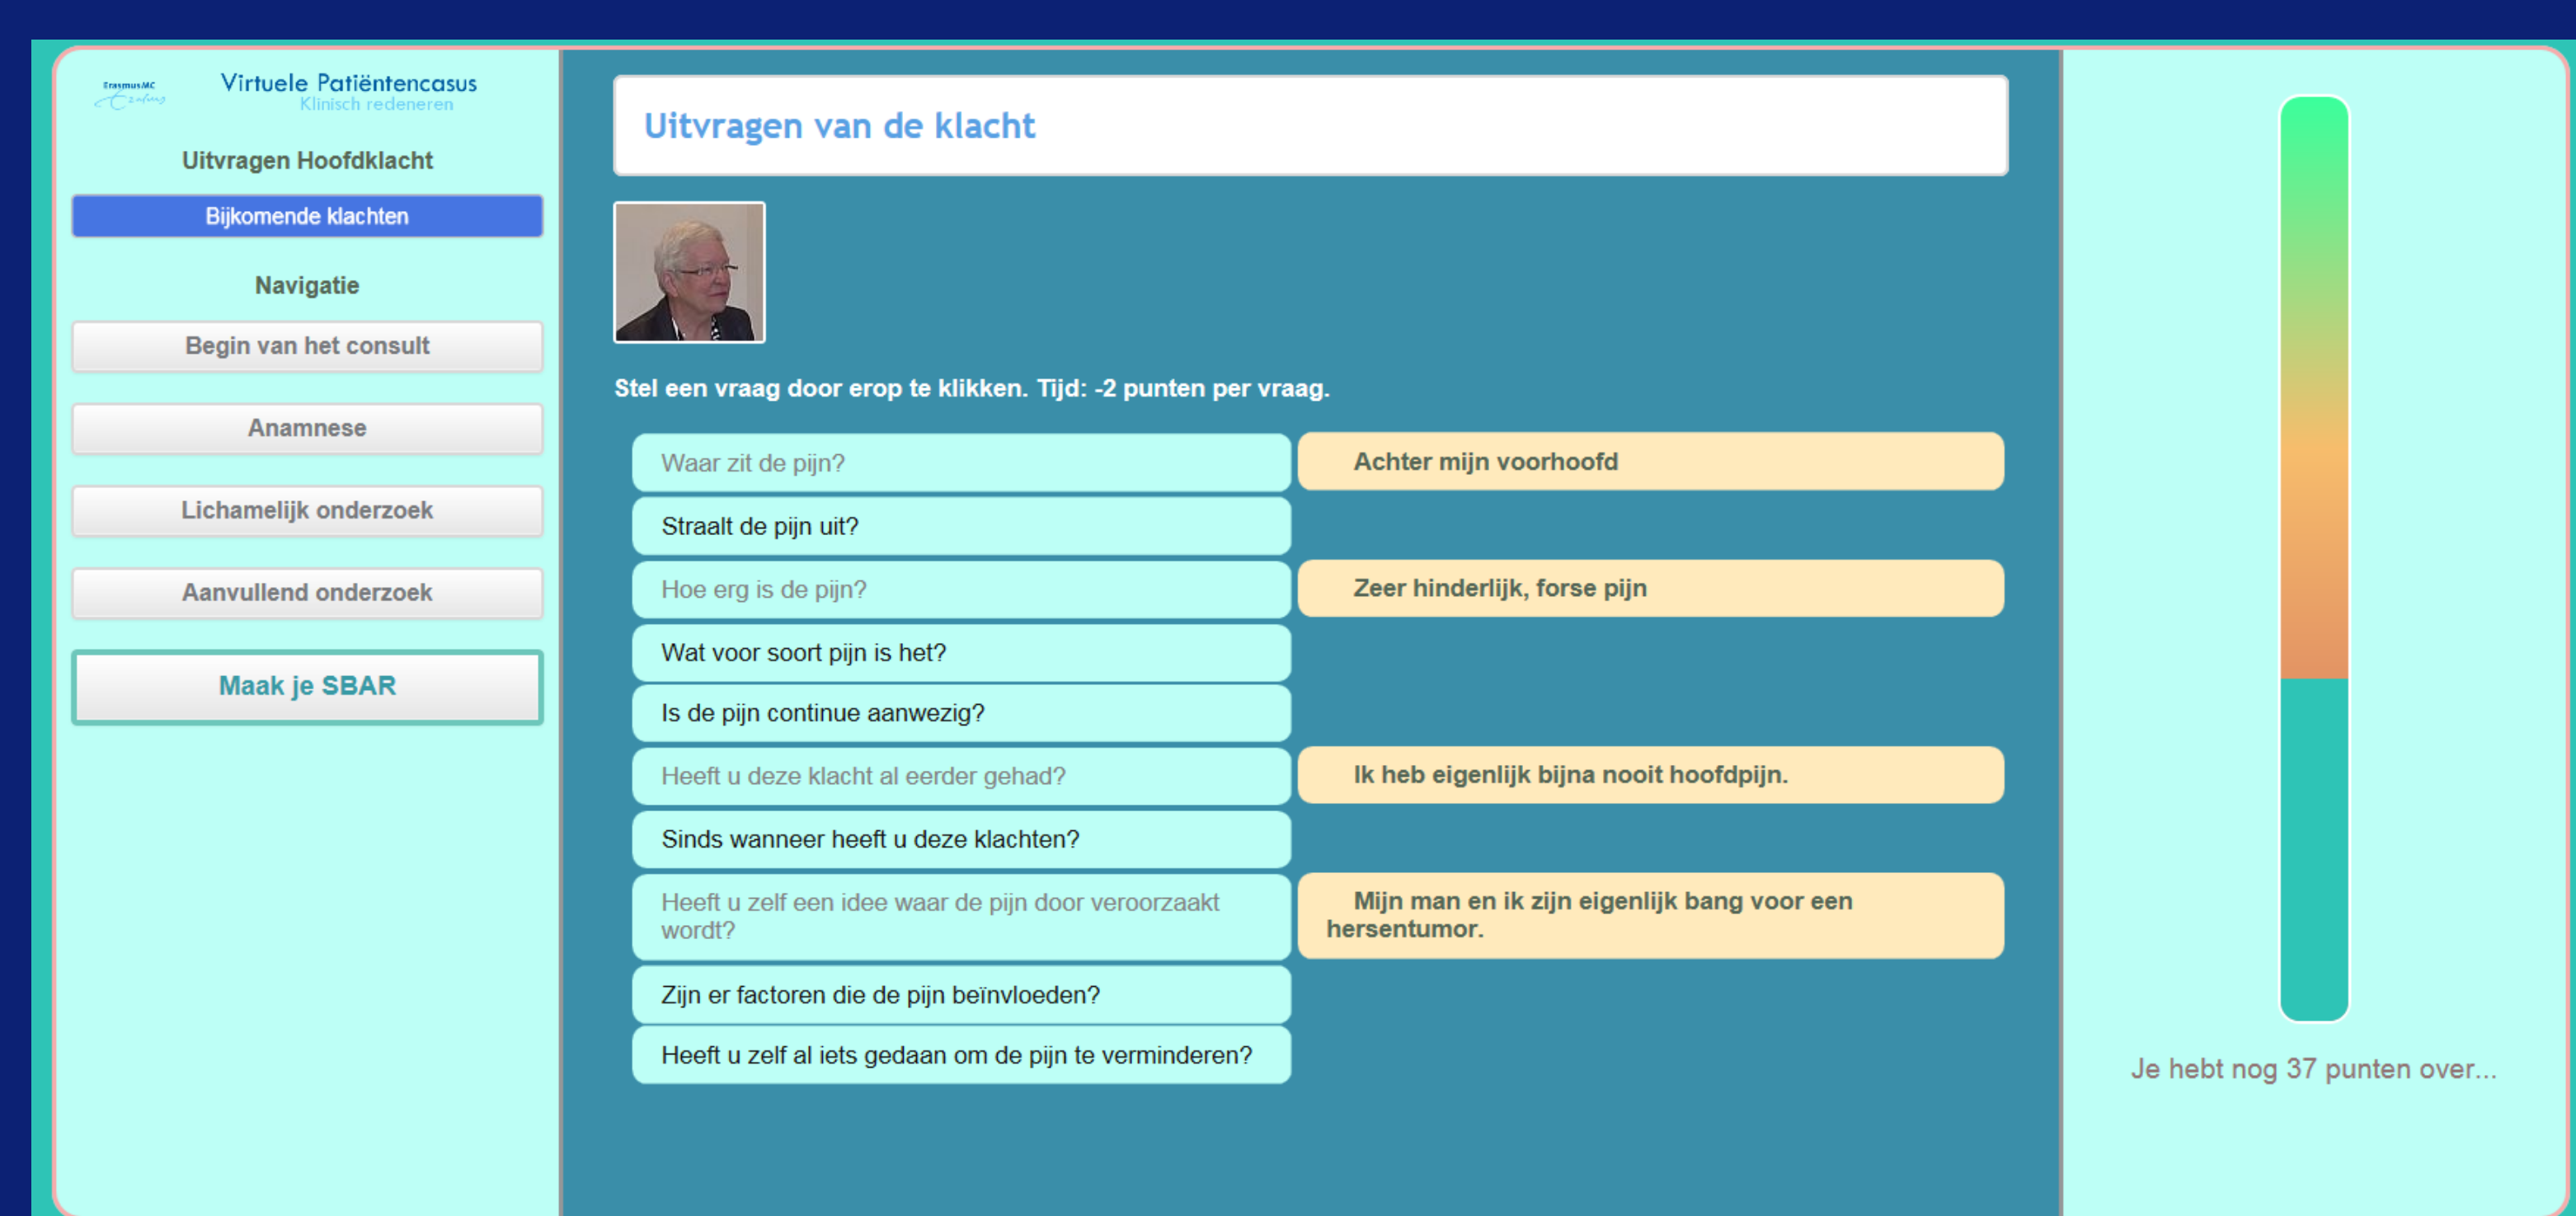 Erasmus MC
Virtuele Patiëntencasus
Klinisch redeneren
Uitvragen Hoofdklacht
Bijkomende klachten
Navigatie
Begin van het consult
Anamnese
Lichamelijk onderzoek
Aanvullend onderzoek
Maak je SBAR
Uitvragen van de klacht
Stel een vraag door erop te klikken. Tijd: -2 punten per vraag.
Waar zit de pijn?
Achter mijn voorhoofd
Straalt de pijn uit?
Hoe erg is de pijn?
Zeer hinderlijk, forse pijn
Wat voor soort pijn is het?
Is de pijn continue aanwezig?
Heeft u deze klacht al eerder gehad?
Ik heb eigenlijk bijna nooit hoofdpijn.
Sinds wanneer heeft u deze klachten?
Heeft u zelf een idee waar de pijn door veroorzaakt
wordt?
Mijn man en ik zijn eigenlijk bang voor een
hersentumor.
Zijn er factoren die de pijn beïnvloeden?
Heeft u zelf al iets gedaan om de pijn te verminderen?
Je hebt nog 37 punten over...